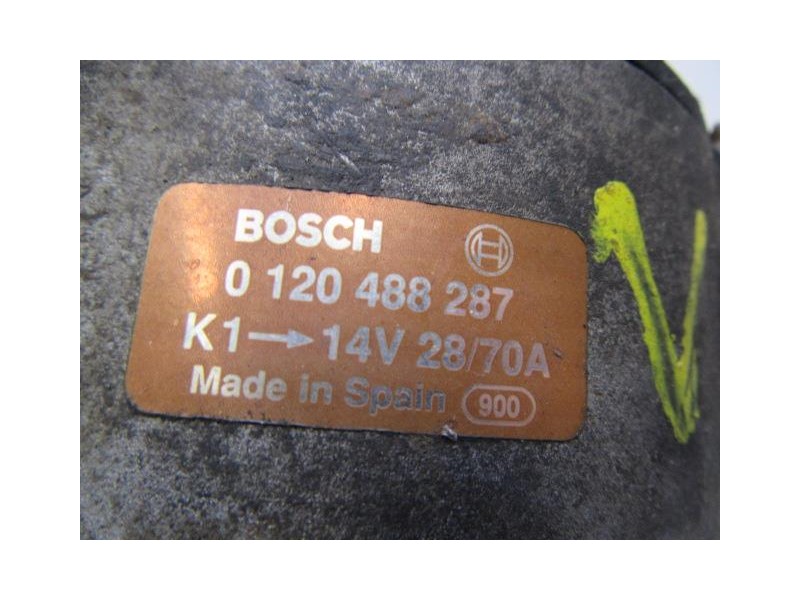 BOSCH
0 120 488 287
K1→14V 28/70A
Made in Spain 900